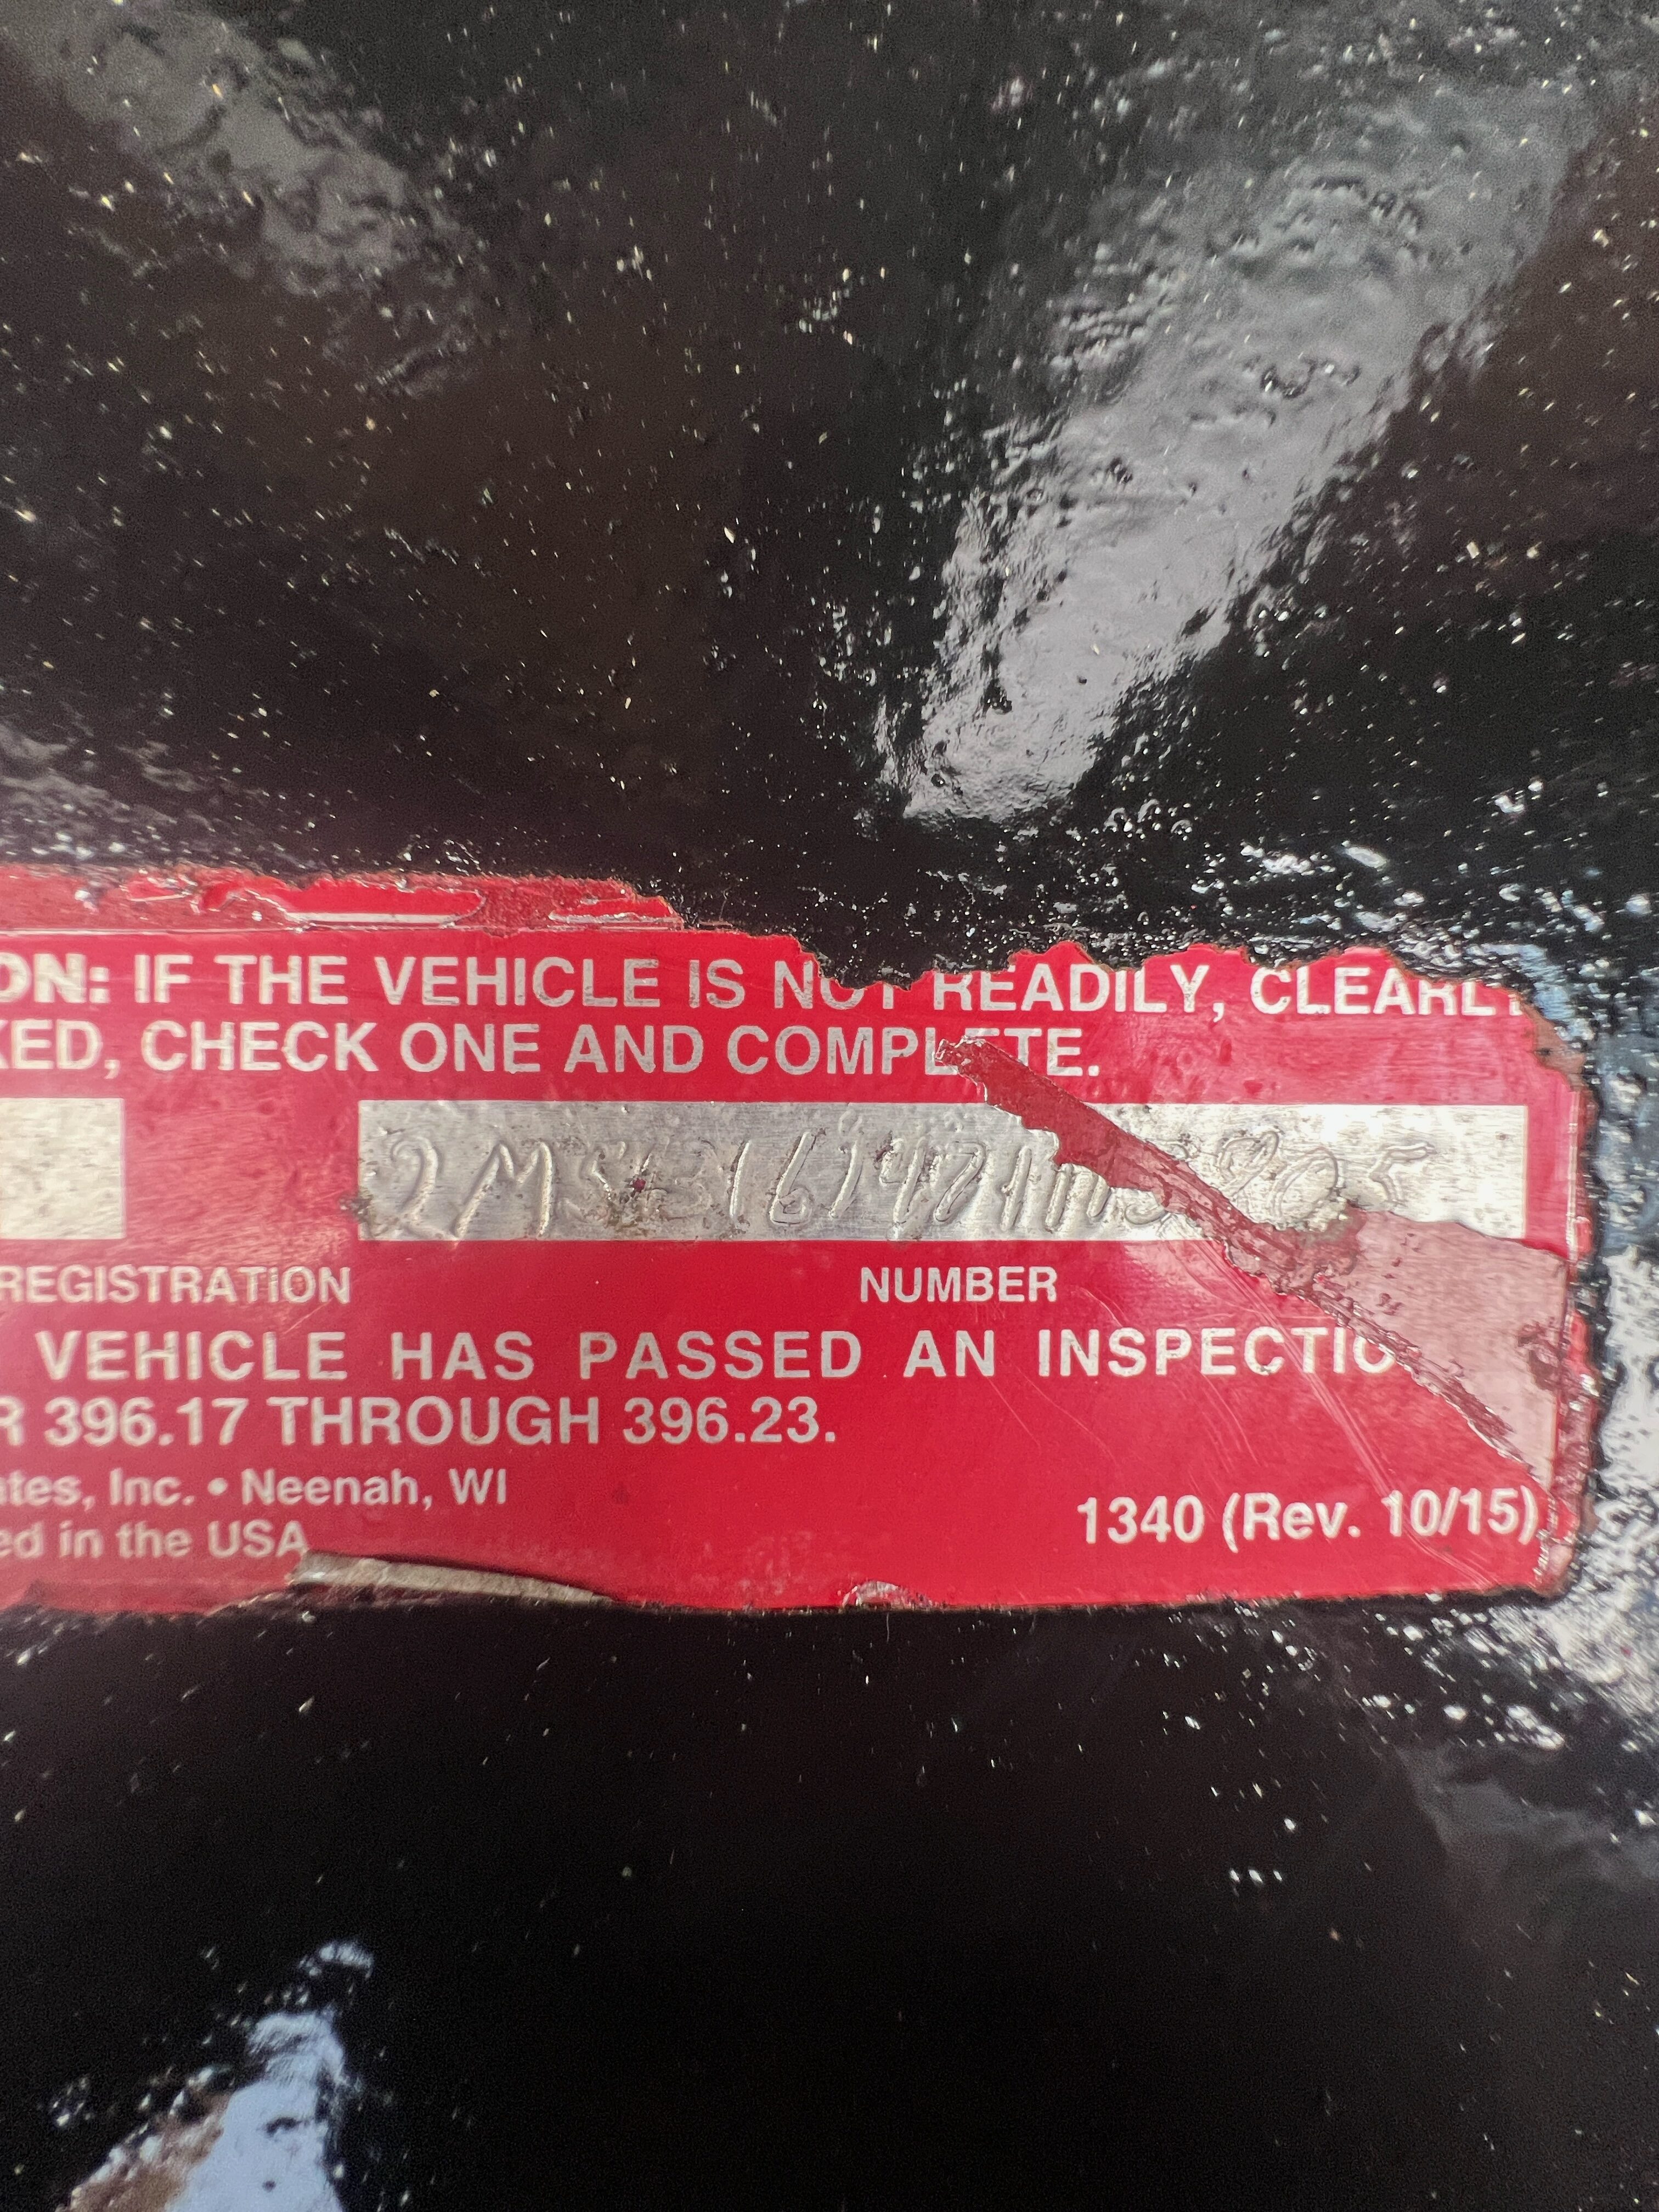 ON: IF THE VEHICLE IS NOT READILY, CLEARLY
KED, CHECK ONE AND COMPLETE.
REGISTRATION NUMBER
VEHICLE HAS PASSED AN INSPECTIO
R 396.17 THROUGH 396.23.
ates, Inc. • Neenah, WI
ed in the USA
1340 (Rev. 10/15)